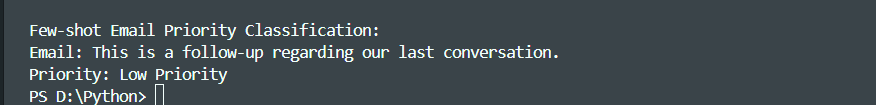 Few-shot Email Priority Classification:
Email: This is a follow-up regarding our last conversation.
Priority: Low Priority
PS D:\Python>